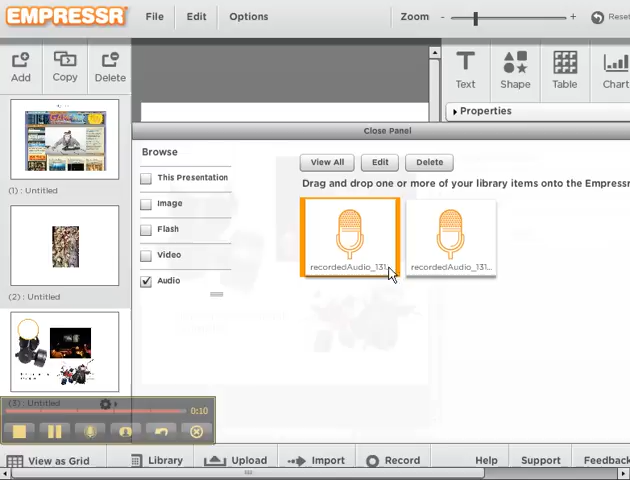 EMPRESSR
File Edit Options Zoom - + Reset
Add Copy Delete
Text Shape Table Chart
Properties
(1) : Untitled
(2) : Untitled
(3) : Untitled
Close Panel
Browse
This Presentation
Image
Flash
Video
Audio
View All Edit Delete
Drag and drop one or more of your library items onto the Empressr
recordedAudio_131... recordedAudio_131...
0:10
View as Grid Library Upload Import Record Help Support Feedback